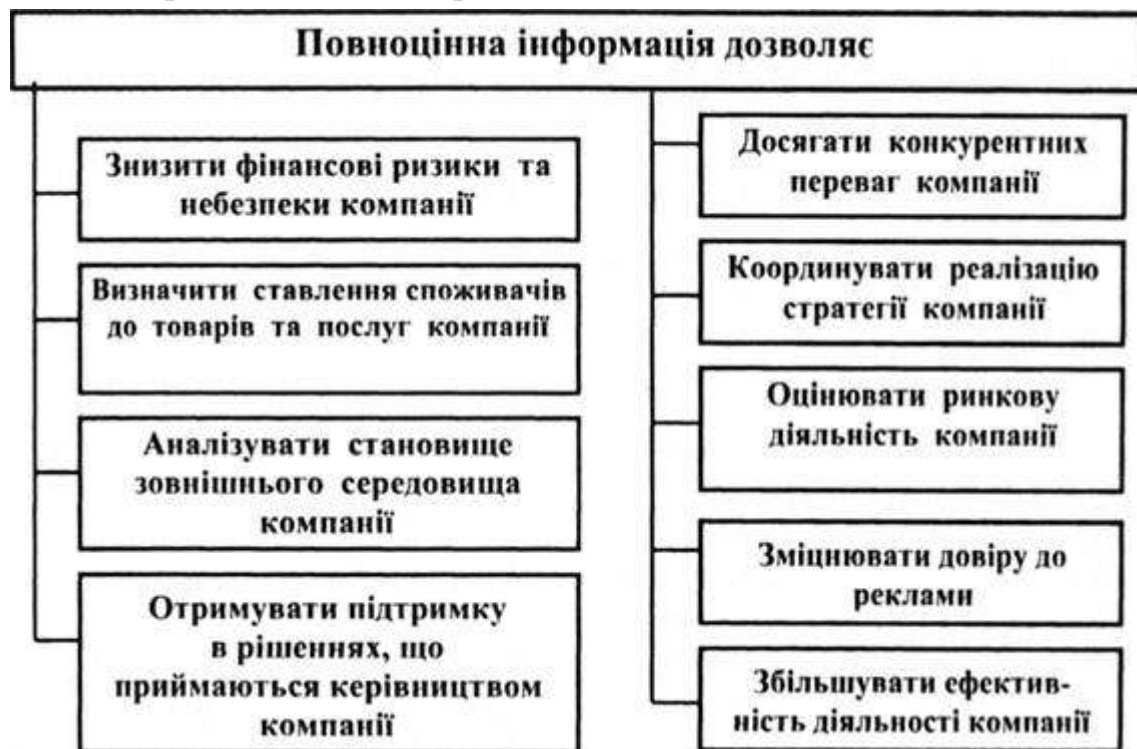 Повноцінна інформація дозволяє
Знизити фінансові ризики та
небезпеки компанії
Визначити ставлення споживачів
до товарів та послуг компанії
Аналізувати становище
зовнішнього середовища
компанії
Отримувати підтримку
в рішеннях, що
приймаються керівництвом
компанії
Досягати конкурентних
переваг компанії
Координувати реалізацію
стратегії компанії
Оцінювати ринкову
діяльність компанії
Зміцнювати довіру до
реклами
Збільшувати ефектив-
ність діяльності компанії